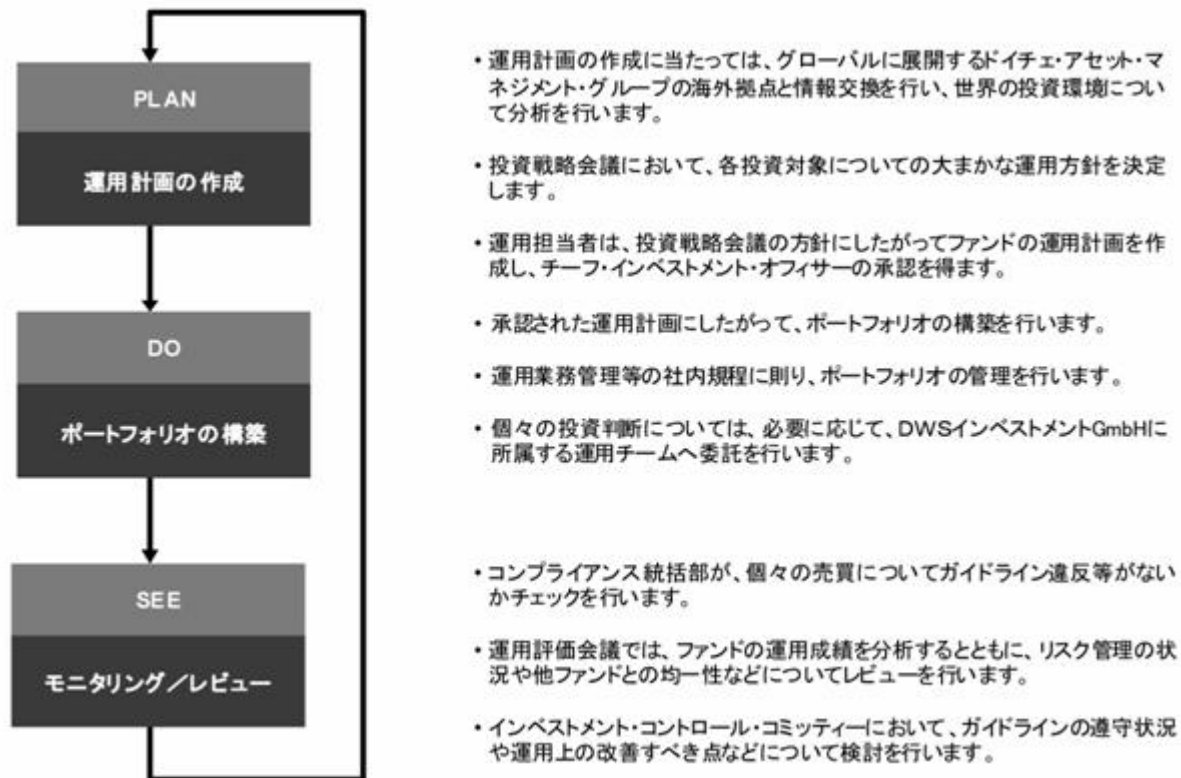 PLAN
運用計画の作成
・運用計画の作成に当たっては、グローバルに展開するドイチェ・アセット・マ
ネジメント・グループの海外拠点と情報交換を行い、世界の投資環境につい
て分析を行います。
・投資戦略会議において、各投資対象についての大まかな運用方針を決定
します。
・運用担当者は、投資戦略会議の方針にしたがってファンドの運用計画を作
成し、チーフ・インベストメント・オフィサーの承認を得ます。
DO
ポートフォリオの構築
・承認された運用計画にしたがって、ポートフォリオの構築を行います。
・運用業務管理等の社内規程に則り、ポートフォリオの管理を行います。
・個々の投資判断については、必要に応じて、DWSインベストメントGmbHに
所属する運用チームへ委託を行います。
SEE
モニタリング／レビュー
・コンプライアンス統括部が、個々の売買についてガイドライン違反等がない
かチェックを行います。
・運用評価会議では、ファンドの運用成績を分析するとともに、リスク管理の状
況や他ファンドとの均一性などについてレビューを行います。
・インベストメント・コントロール・コミッティーにおいて、ガイドラインの遵守状況
や運用上の改善すべき点などについて検討を行います。